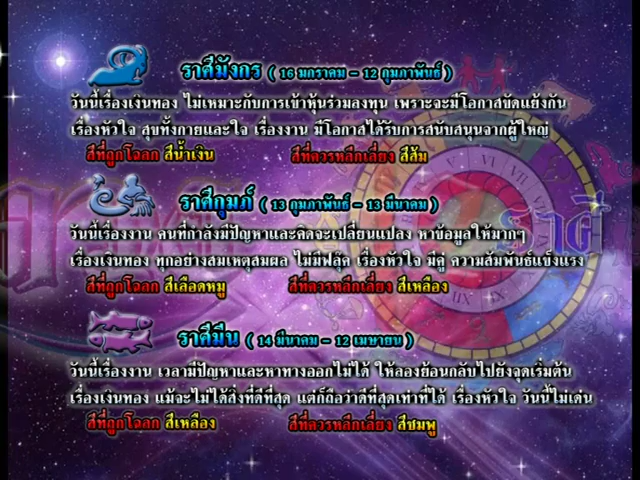 ราศีมังกร ( 16 มกราคม - 12 กุมภาพันธ์ )
วันนี้เรื่องเงินทอง ไม่เหมาะกับการเข้าหุ้นร่วมลงทุน เพราะจะมีโอกาสขัดแย้งกัน
เรื่องหัวใจ สุขทั้งกายและใจ เรื่องงาน มีโอกาสได้รับการสนับสนุนจากผู้ใหญ่
สีที่ถูกโฉลก สีน้ำเงิน สีที่ควรหลีกเลี่ยง สีส้ม
ราศีกุมภ์ ( 13 กุมภาพันธ์ - 13 มีนาคม )
วันนี้เรื่องงาน คนที่กำลังมีปัญหาและคิดจะเปลี่ยนแปลง หาข้อมูลให้มากๆ
เรื่องเงินทอง ทุกอย่างสมเหตุสมผล ไม่มีฟลุ๊ค เรื่องหัวใจ มีคู่ ความสัมพันธ์แข็งแรง
สีที่ถูกโฉลก สีเลือดหมู สีที่ควรหลีกเลี่ยง สีเหลือง
ราศีมีน ( 14 มีนาคม - 12 เมษายน )
วันนี้เรื่องงาน เวลามีปัญหาและหาทางออกไม่ได้ ให้ลองย้อนกลับไปยังจุดเริ่มต้น
เรื่องเงินทอง แม้จะไม่ได้สิ่งที่ดีที่สุด แต่ก็ถือว่าดีที่สุดเท่าที่ได้ เรื่องหัวใจ วันนี้ไม่เด่น
สีที่ถูกโฉลก สีเหลือง สีที่ควรหลีกเลี่ยง สีชมพู